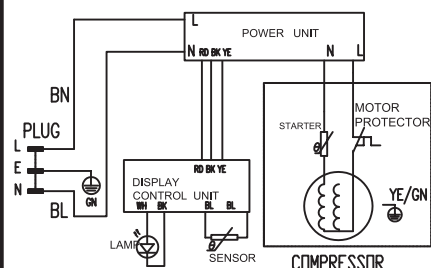 L
POWER UNIT
N RD BK YE N L
BN
PLUG
L
E
N
GN
BL
RD BK YE
DISPLAY
CONTROL UNIT
WH BK BL BL
LAMP
θ
SENSOR
STARTER
θ
MOTOR
PROTECTOR
YE/GN
COMPRESSOR